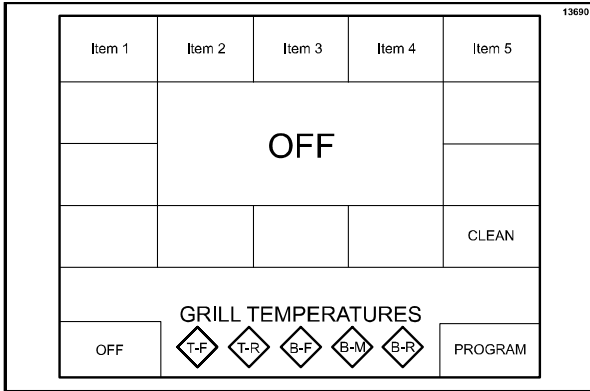 13690
Item 1 Item 2 Item 3 Item 4 Item 5
OFF
CLEAN
GRILL TEMPERATURES
OFF T-F T-R B-F B-M B-R PROGRAM